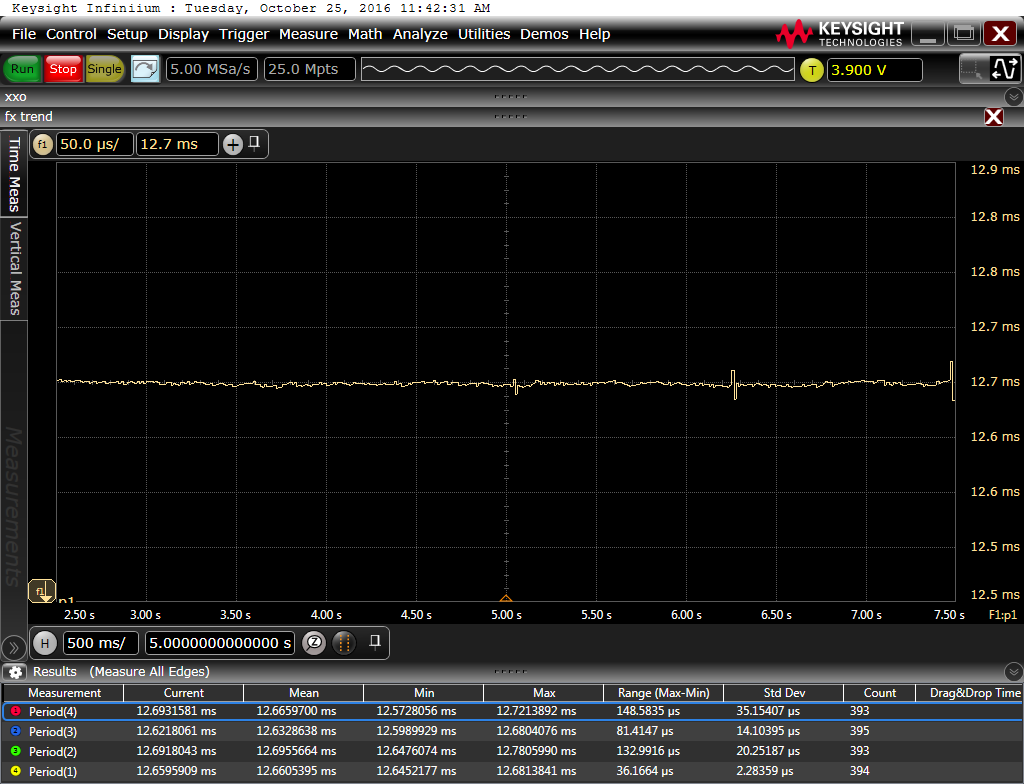 Keysight Infiniium : Tuesday, October 25, 2016 11:42:31 AM
File Control Setup Display Trigger Measure Math Analyze Utilities Demos Help
KEYSIGHT
TECHNOLOGIES
Run Stop Single 5.00 MSa/s 25.0 Mpts T 3.900 V
xxo
fx trend
Time Meas
Vertical Meas
Measurements
f1 50.0 µs/ 12.7 ms
12.9 ms
12.8 ms
12.8 ms
12.7 ms
12.7 ms
12.6 ms
12.6 ms
12.5 ms
12.5 ms
f1 p1
2.50 s 3.00 s 3.50 s 4.00 s 4.50 s 5.00 s 5.50 s 6.00 s 6.50 s 7.00 s 7.50 s F1:p1
H 500 ms/ 5.0000000000000 s Z
Results (Measure All Edges)
Measurement Current Mean Min Max Range (Max-Min) Std Dev Count Drag&Drop Time
1 Period(4) 12.6931581 ms 12.6659700 ms 12.5728056 ms 12.7213892 ms 148.5835 µs 35.15407 µs 393
2 Period(3) 12.6218061 ms 12.6328638 ms 12.5989929 ms 12.6804076 ms 81.4147 µs 14.10395 µs 395
3 Period(2) 12.6918043 ms 12.6955664 ms 12.6476074 ms 12.7805990 ms 132.9916 µs 20.25187 µs 393
4 Period(1) 12.6595909 ms 12.6605395 ms 12.6452177 ms 12.6813841 ms 36.1664 µs 2.28359 µs 394